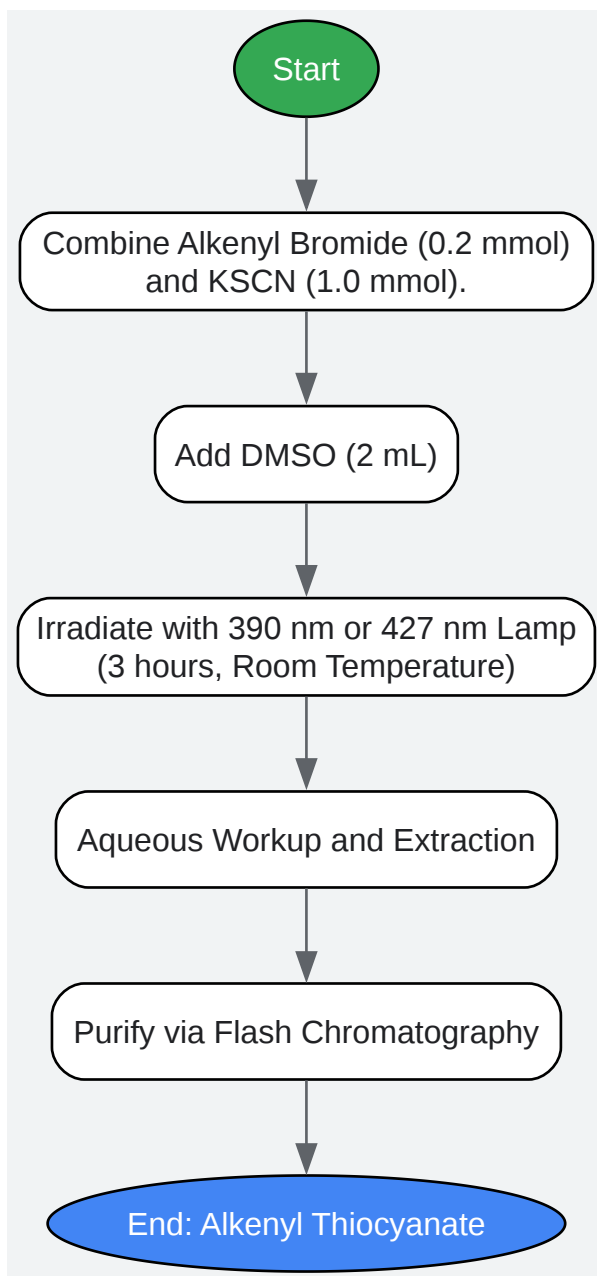 Start
Combine Alkenyl Bromide (0.2 mmol)
and KSCN (1.0 mmol).
Add DMSO (2 mL)
Irradiate with 390 nm or 427 nm Lamp
(3 hours, Room Temperature)
Aqueous Workup and Extraction
Purify via Flash Chromatography
End: Alkenyl Thiocyanate